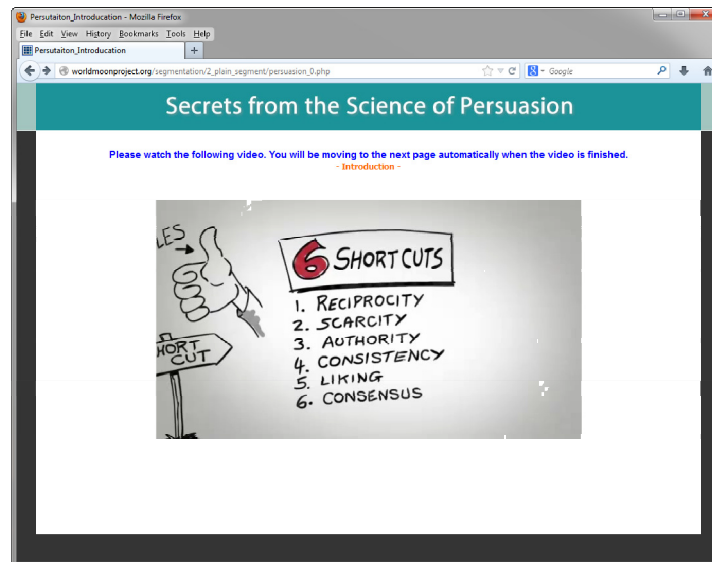 Persutaiton_Introducation - Mozilla Firefox
File Edit View History Bookmarks Tools Help
Persutaiton_Introducation +
worldmoonproject.org/segmentation/2_plain_segment/persuasion_0.php
Google
Secrets from the Science of Persuasion
Please watch the following video. You will be moving to the next page automatically when the video is finished.
- Introduction -
LES
6 SHORT CUTS
1. RECIPROCITY
2. SCARCITY
3. AUTHORITY
4. CONSISTENCY
5. LIKING
6. CONSENSUS
HORT
CUT